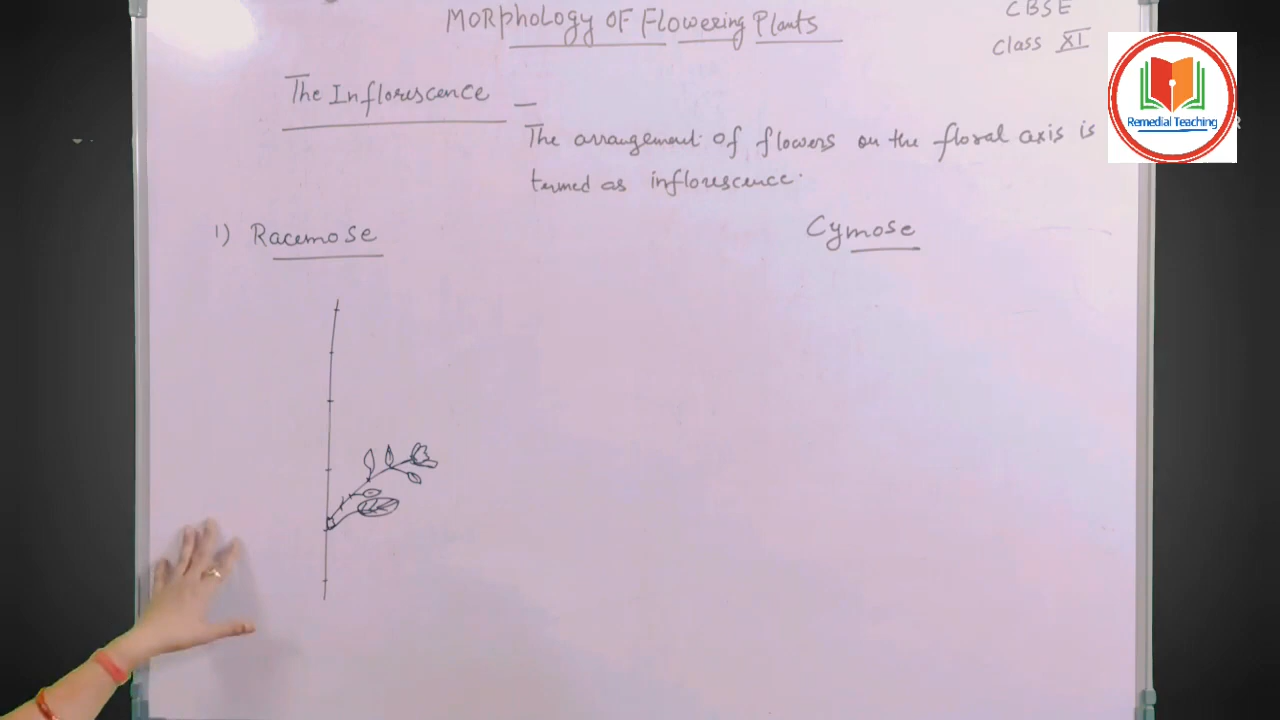 MORphology OF Flowering Plants
CBSE
Class XI
The Inflorescence –
The arrangement of flowers on the floral axis is
termed as inflorescence.
1) Racemose
Cymose
Remedial Teaching